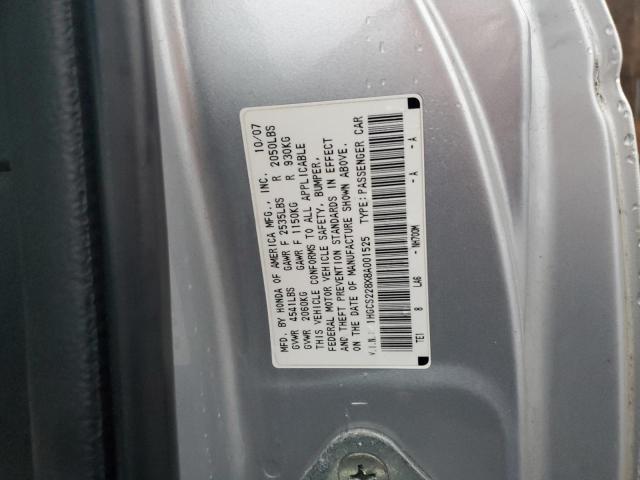 MFD. BY HONDA OF AMERICA MFG., INC. 10/07
GVWR 4541LBS GAWR F 2535LBS R 2050LBS
GVWR 2060KG GAWR F 1150KG R 930KG
THIS VEHICLE CONFORMS TO ALL APPLICABLE
FEDERAL MOTOR VEHICLE SAFETY, BUMPER,
AND THEFT PREVENTION STANDARDS IN EFFECT
ON THE DATE OF MANUFACTURE SHOWN ABOVE.
V.I.N.: 1HGCS228X8A001525 TYPE:PASSENGER CAR
TE1 8 LA6 NH700M - A - A